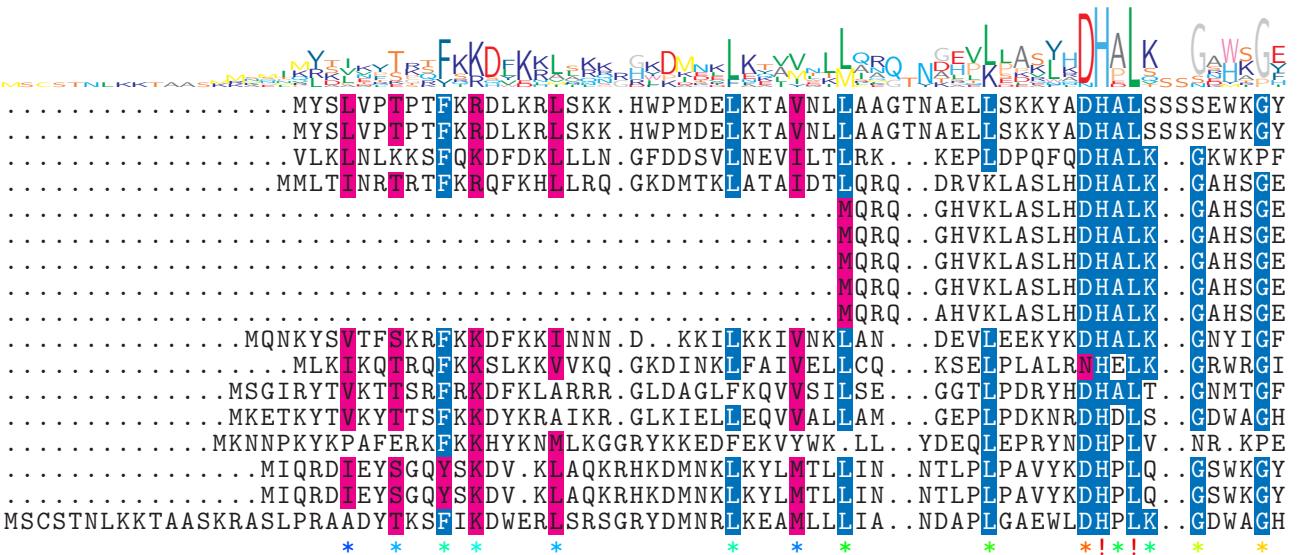 ..................MYSLVPTPTFKRDLKRLSKK.HWPMDELKTAVNLLAAGTNAELLSKKYADHALSSSSEWKGY
..................MYSLVPTPTFKRDLKRLSKK.HWPMDELKTAVNLLAAGTNAELLSKKYADHALSSSSEWKGY
..................VLKLNLKKSFQKDFDKLLLN.GFDDSVLNEVILTLRK...KEPLDPQFQDHALK..GKWKPF
.................MMLTINRTRTFKRQFKHLLRQ.GKDMTKLATAIDTLQRQ..DRVKLASLHDHALK..GAHSGE
....................................................MQRQ..GHVKLASLHDHALK..GAHSGE
....................................................MQRQ..GHVKLASLHDHALK..GAHSGE
....................................................MQRQ..GHVKLASLHDHALK..GAHSGE
....................................................MQRQ..GHVKLASLHDHALK..GAHSGE
....................................................MQRQ..AHVKLASLHDHALK..GAHSGE
...............MQNKYSVTFSKRFKKDFKKINNN.D..KKILKKIVNKLAN...DEVLEEKYKDHALK..GNYIGF
..................MLKIKQTRQFKKSLKKVVKQ.GKDINKLFAIVELLCQ...KSELPLALRNHELK..GRWRGI
..............MSGIRYTVKTTSRFRKDFKLARRR.GLDAGLFKQVVSILSE...GGTLPDRYHDHALT..GNMTGF
..............MKETKYTVKYTTSFKKDYKRAIKR.GLKIELLEQVVALLAM...GEPLPDKNRDHDLS..GDWAGH
.............MKNNPKYKPAFERKFKKHYKNMLKGGRYKKEDFEKVYWK.LL..YDEQLEPRYNDHPLV..NR.KPE
................MIQRDIEYSGQYSKDV.KLAQKRHKDMNKLKYLMTLLIN...NTLPLPAVYKDHPLQ..GSWKGY
................MIQRDIEYSGQYSKDV.KLAQKRHKDMNKLKYLMTLLIN...NTLPLPAVYKDHPLQ..GSWKGY
MSCSTNLKKTAASKRASLPRAADYTKSFIKDWERLSRSGRYDMNRLKEAMLLLIA...NDAPLGAEWLDHPLK..GDWAGH
* * * * * * * * * *!*!* * *